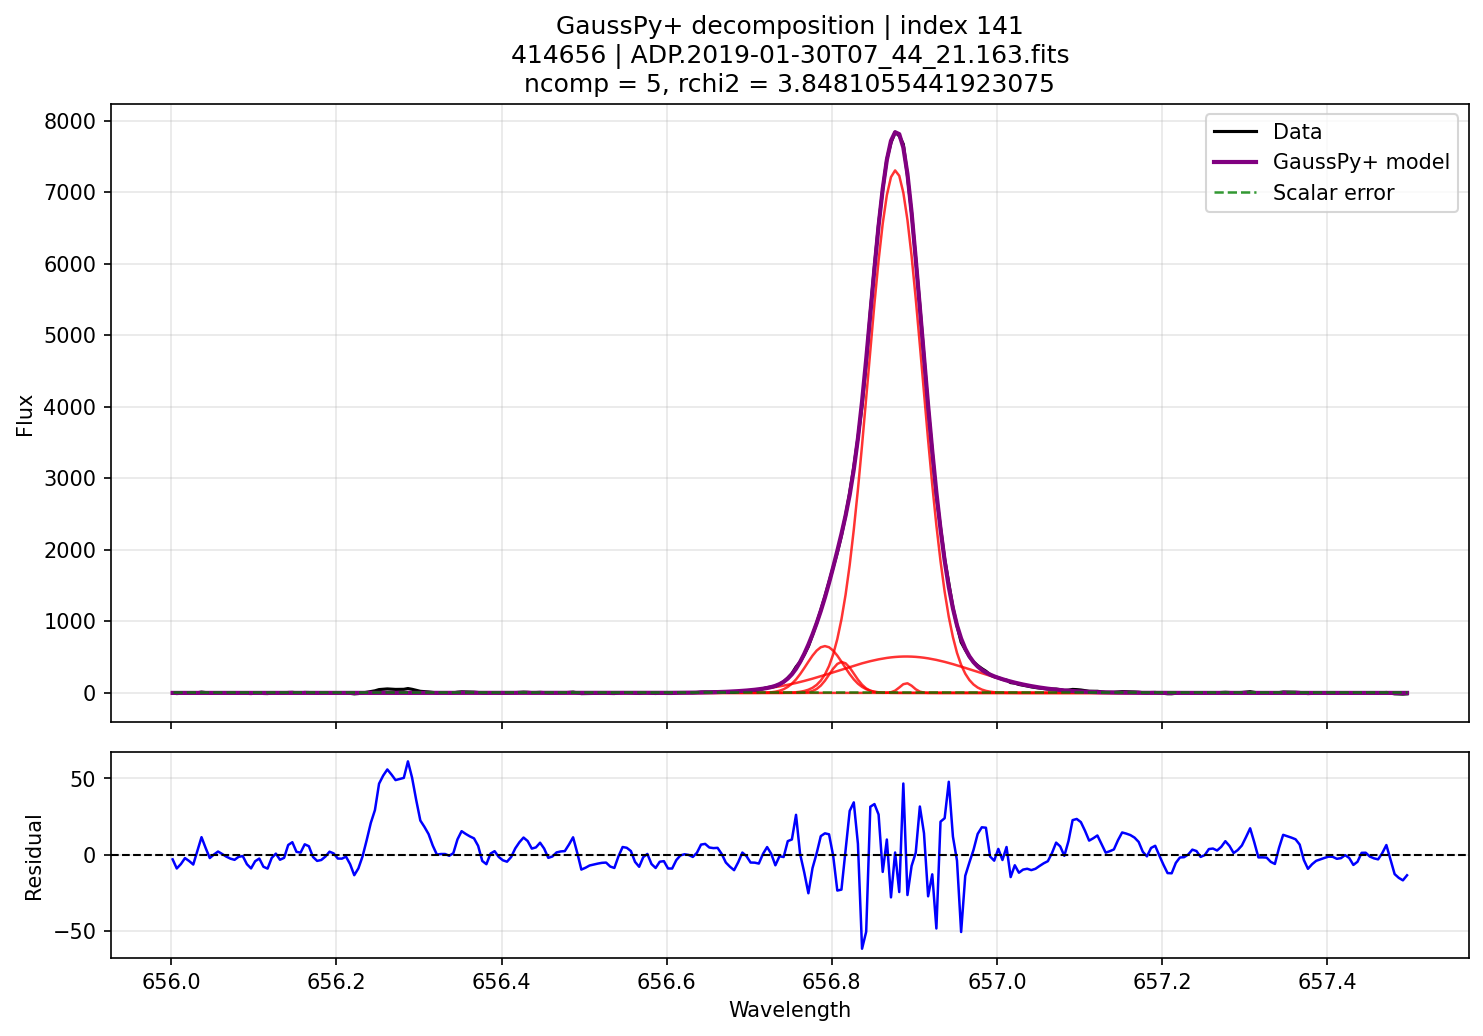 GaussPy+ decomposition | index 141
414656 | ADP.2019-01-30T07_44_21.163.fits
ncomp = 5, rchi2 = 3.8481055441923075
Data
GaussPy+ model
Scalar error
Flux
8000
7000
6000
5000
4000
3000
2000
1000
0
Residual
50
0
−50
656.0 656.2 656.4 656.6 656.8 657.0 657.2 657.4
Wavelength